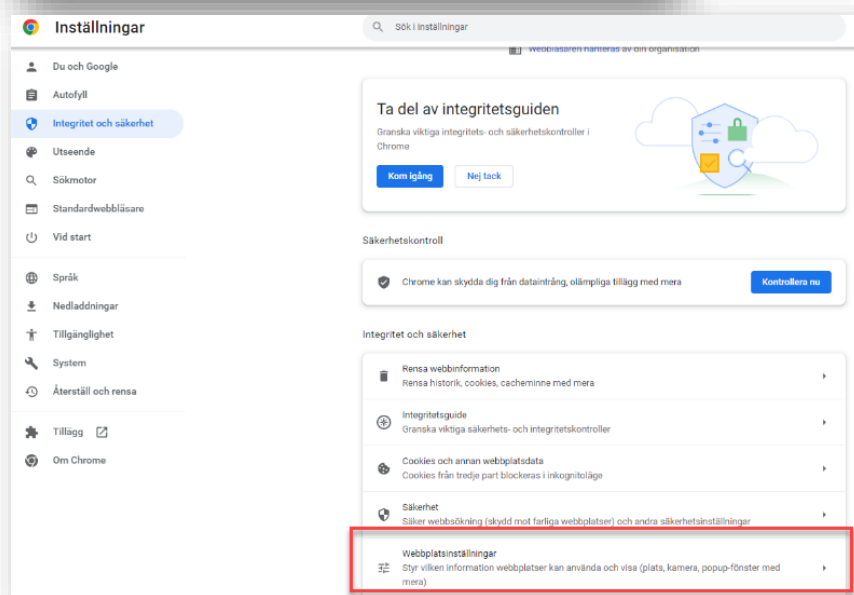 Inställningar
Sök i inställningar
Du och Google
Autofyll
Integritet och säkerhet
Utseende
Sökmotor
Standardwebbläsare
Vid start
Språk
Nedladdningar
Tillgänglighet
System
Återställ och rensa
Tillägg
Om Chrome
Webbläsaren hanteras av din organisation
Ta del av integritetsguiden
Granska viktiga integritets- och säkerhetskontroller i
Chrome
Kom igång
Nej tack
Säkerhetskontroll
Chrome kan skydda dig från dataintrång, olämpliga tillägg med mera
Kontrollera nu
Integritet och säkerhet
Rensa webbinformation
Rensa historik, cookies, cacheminne med mera
Integritetsguide
Granska viktiga säkerhets- och integritetskontroller
Cookies och annan webbplatsdata
Cookies från tredje part blockeras i inkognitoläge
Säkerhet
Säker webbsökning (skydd mot farliga webbplatser) och andra säkerhetsinställningar
Webbplatsinställningar
Styr vilken information webbplatser kan använda och visa (plats, kamera, popup-fönster med
mera)